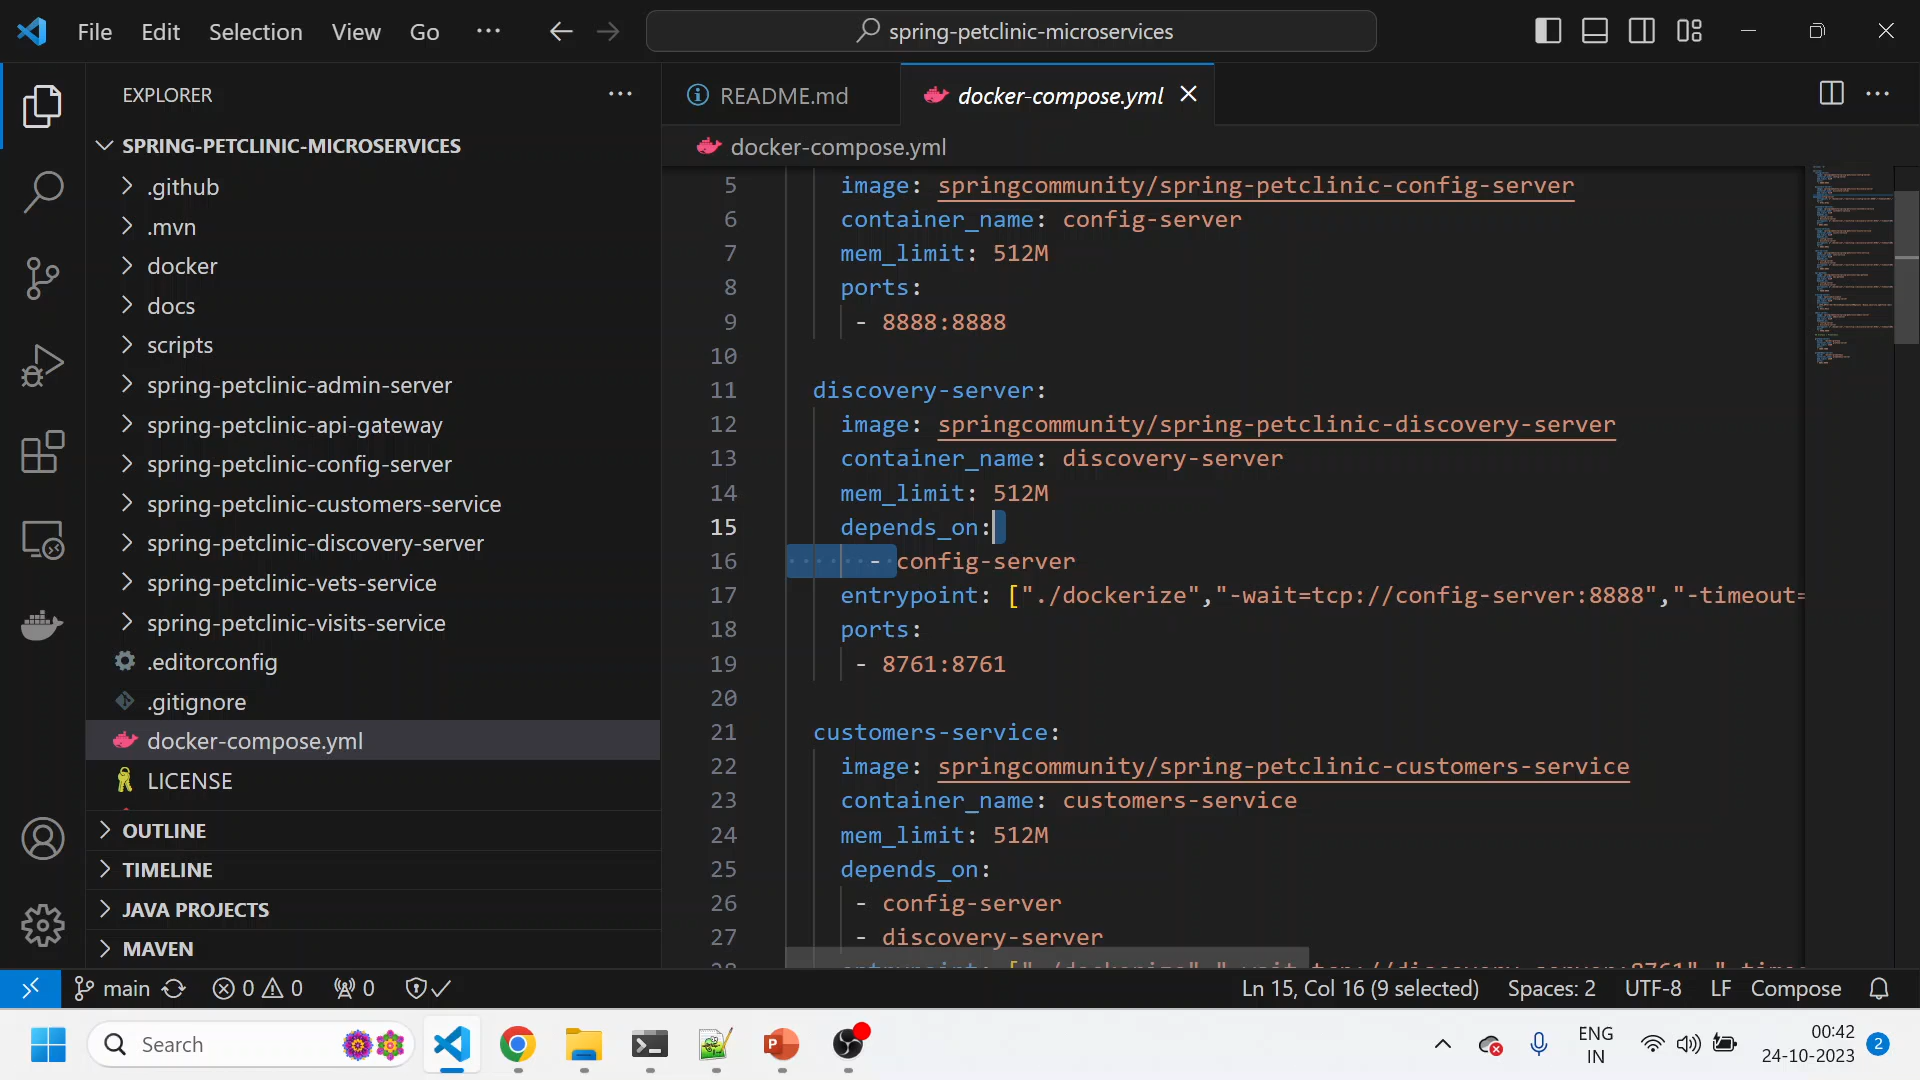 File Edit Selection View Go ··· spring-petclinic-microservices
EXPLORER ···
README.md
docker-compose.yml
SPRING-PETCLINIC-MICROSERVICES
.github
.mvn
docker
docs
scripts
spring-petclinic-admin-server
spring-petclinic-api-gateway
spring-petclinic-config-server
spring-petclinic-customers-service
spring-petclinic-discovery-server
spring-petclinic-vets-service
spring-petclinic-visits-service
.editorconfig
.gitignore
docker-compose.yml
LICENSE
OUTLINE
TIMELINE
JAVA PROJECTS
MAVEN
docker-compose.yml
5 image: springcommunity/spring-petclinic-config-server
6 container_name: config-server
7 mem_limit: 512M
8 ports:
9 - 8888:8888
10
11 discovery-server:
12 image: springcommunity/spring-petclinic-discovery-server
13 container_name: discovery-server
14 mem_limit: 512M
15 depends_on:
16 - config-server
17 entrypoint: ["./dockerize","-wait=tcp://config-server:8888","-timeout=
18 ports:
19 - 8761:8761
20
21 customers-service:
22 image: springcommunity/spring-petclinic-customers-service
23 container_name: customers-service
24 mem_limit: 512M
25 depends_on:
26 - config-server
27 - discovery-server
main 0 0 0 Ln 15, Col 16 (9 selected) Spaces: 2 UTF-8 LF Compose
Search
P
ENG
IN
00:42
24-10-2023
2